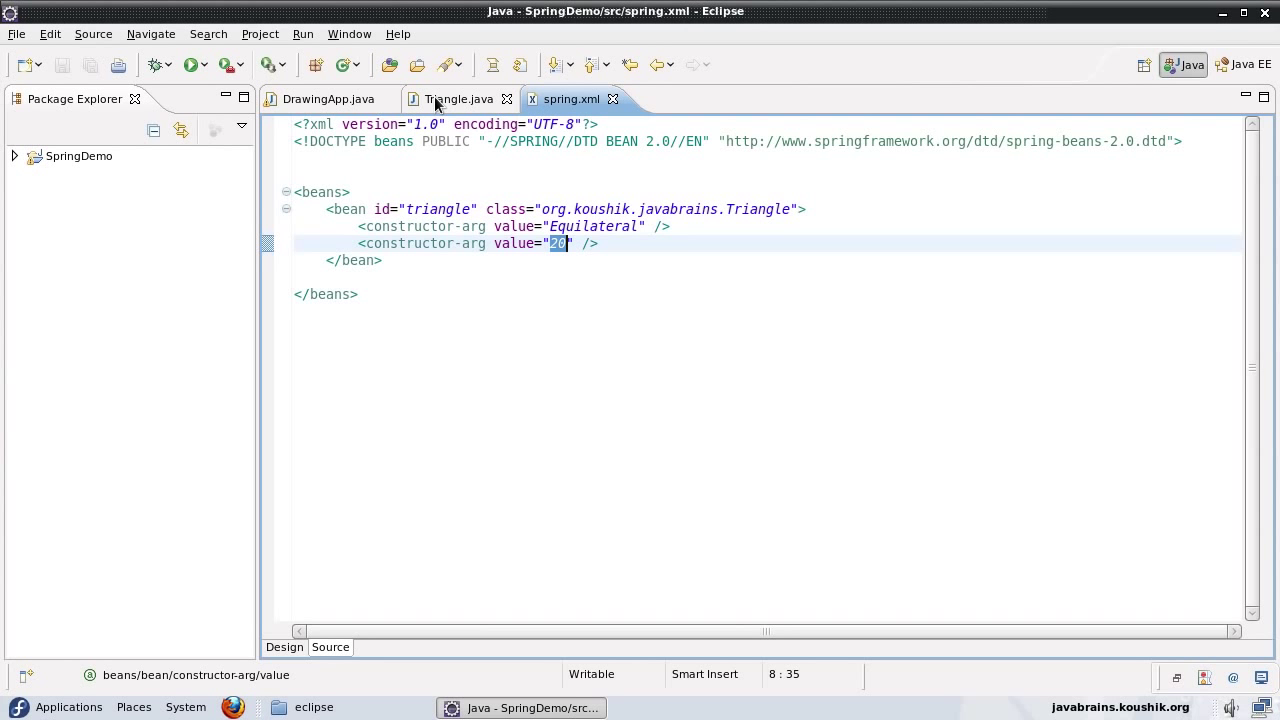 Java - SpringDemo/src/spring.xml - Eclipse
File Edit Source Navigate Search Project Run Window Help
Java Java EE
Package Explorer
DrawingApp.java Triangle.java spring.xml
SpringDemo
<?xml version="1.0" encoding="UTF-8"?>
<!DOCTYPE beans PUBLIC "-//SPRING//DTD BEAN 2.0//EN" "http://www.springframework.org/dtd/spring-beans-2.0.dtd">
<beans>
<bean id="triangle" class="org.koushik.javabrains.Triangle">
<constructor-arg value="Equilateral" />
<constructor-arg value="20" />
</bean>
</beans>
Design Source
beans/bean/constructor-arg/value Writable Smart Insert 8 : 35
Applications Places System eclipse Java - SpringDemo/src... javabrains.koushik.org